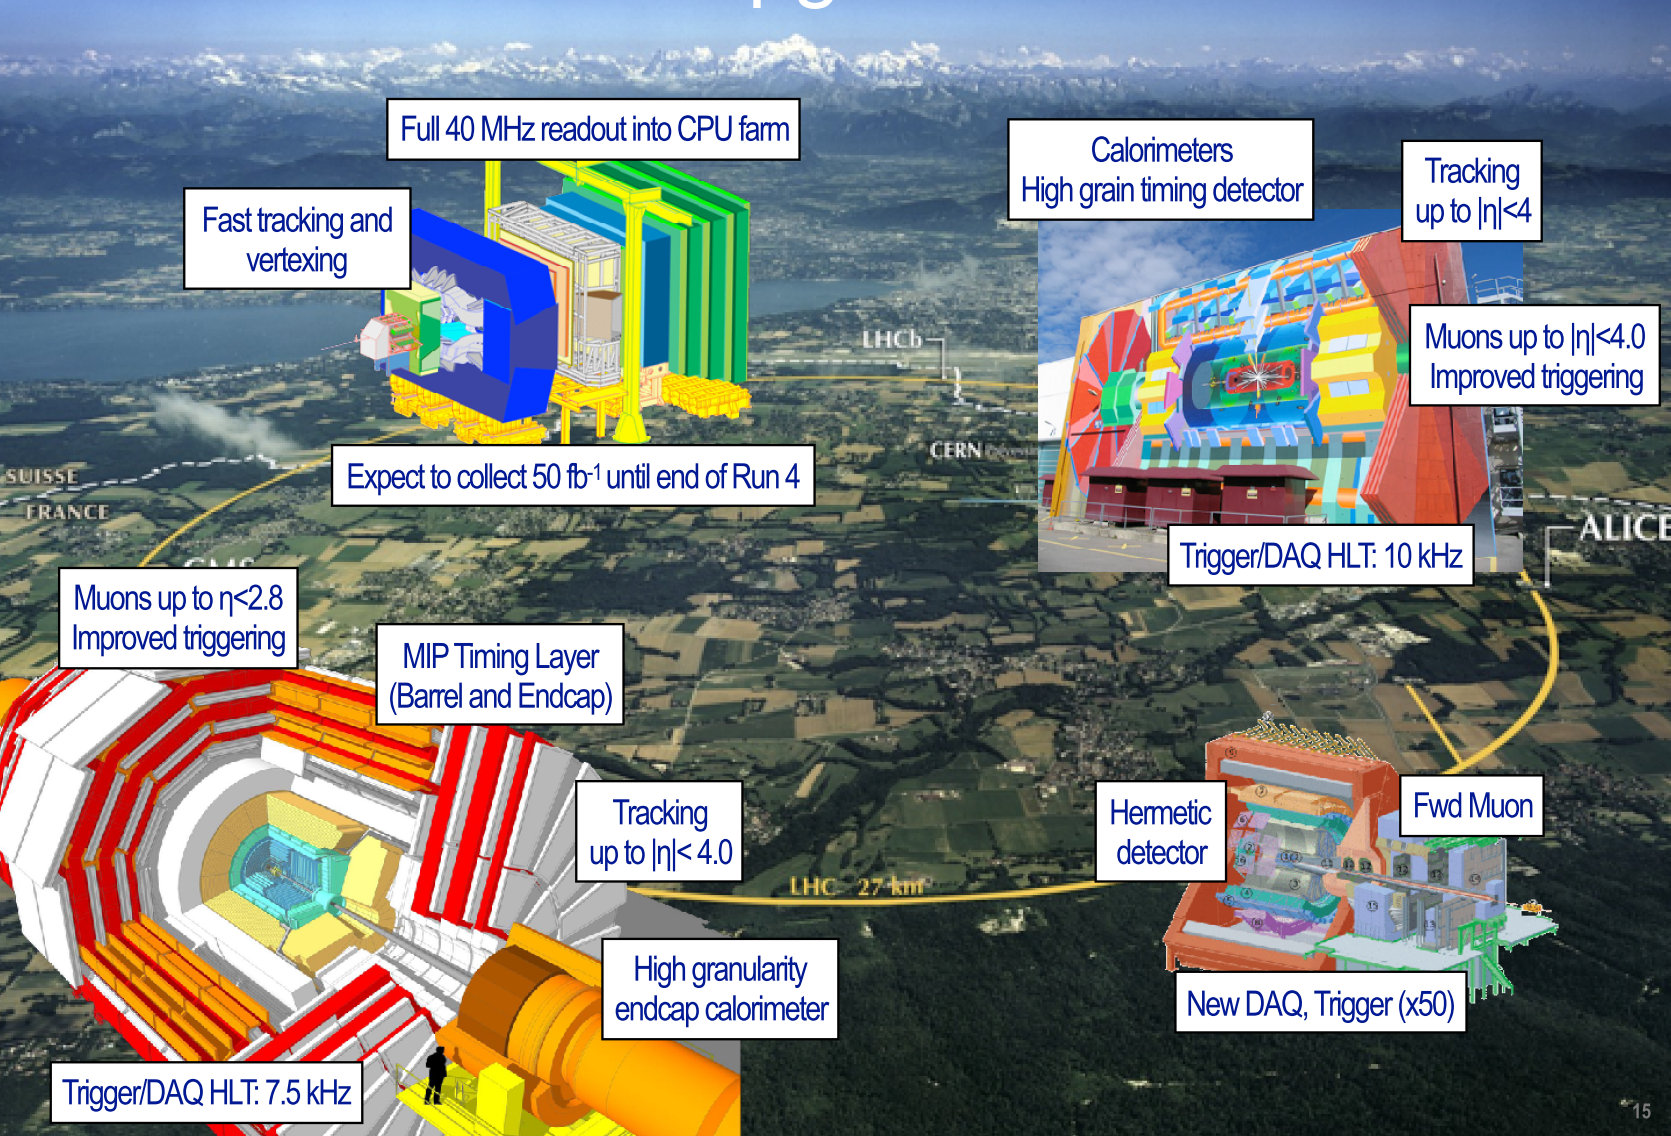 Full 40 MHz readout into CPU farm
Calorimeters
High grain timing detector
Tracking
up to |η|<4
Fast tracking and
vertexing
Muons up to |η|<4.0
Improved triggering
LHCb
CERN
Expect to collect 50 fb-1 until end of Run 4
SUISSE
FRANCE
ALICE
Trigger/DAQ HLT: 10 kHz
CMS
Muons up to η<2.8
Improved triggering
MIP Timing Layer
(Barrel and Endcap)
Tracking
up to |η|< 4.0
Hermetic
detector
Fwd Muon
LHC 27 km
High granularity
endcap calorimeter
New DAQ, Trigger (x50)
Trigger/DAQ HLT: 7.5 kHz
15